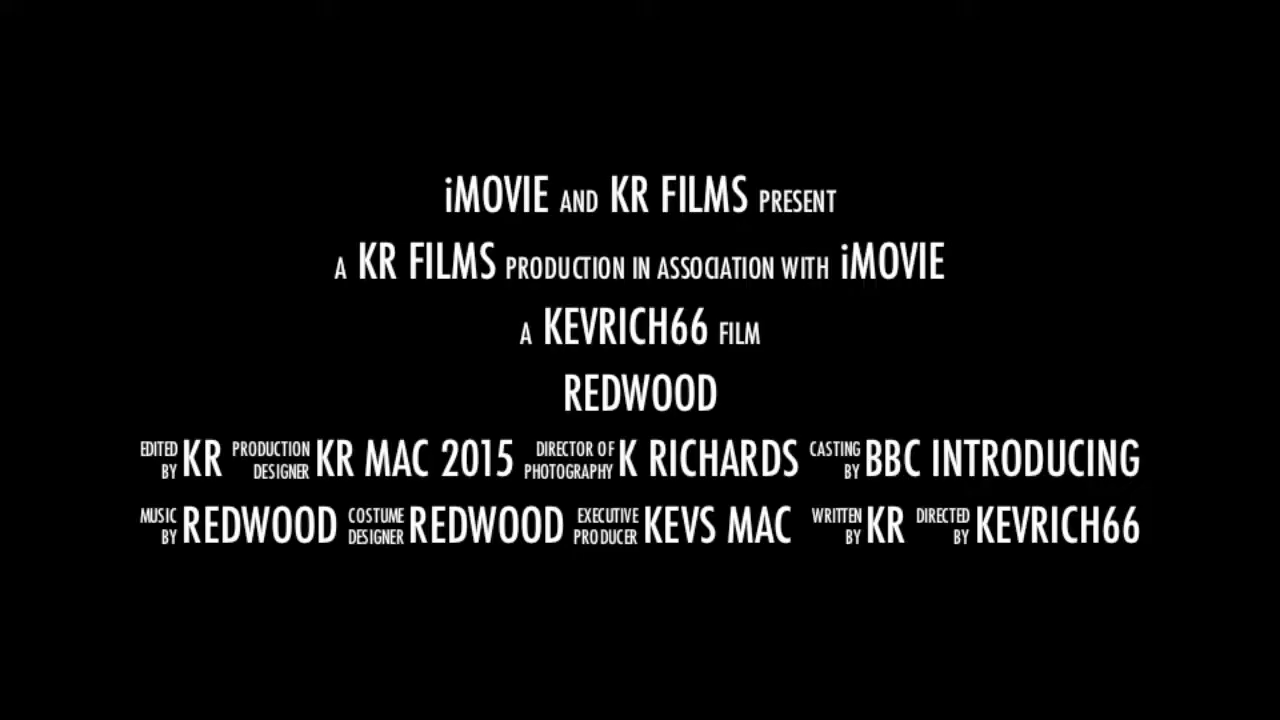 iMOVIE AND KR FILMS PRESENT
A KR FILMS PRODUCTION IN ASSOCIATION WITH iMOVIE
A KEVRICH66 FILM
REDWOOD
EDITED BY KR PRODUCTION DESIGNER KR MAC 2015 DIRECTOR OF PHOTOGRAPHY K RICHARDS CASTING BY BBC INTRODUCING
MUSIC BY REDWOOD COSTUME DESIGNER REDWOOD EXECUTIVE PRODUCER KEVS MAC WRITTEN BY KR DIRECTED BY KEVRICH66